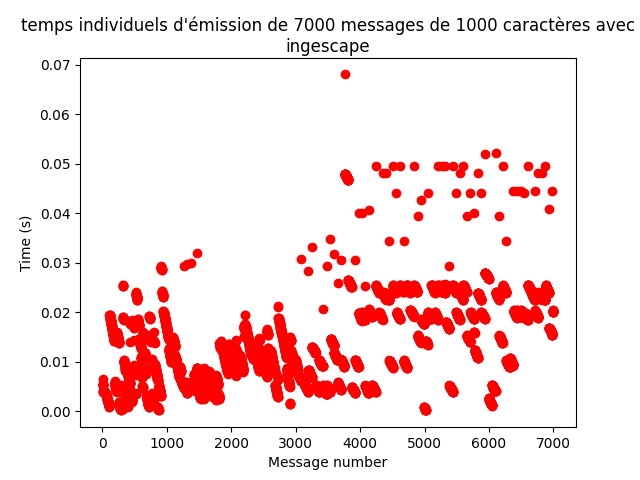 temps individuels d'émission de 7000 messages de 1000 caractères avec
ingescape
0.07
0.06
0.05
0.04
0.03
0.02
0.01
0.00
Time (s)
0 1000 2000 3000 4000 5000 6000 7000
Message number